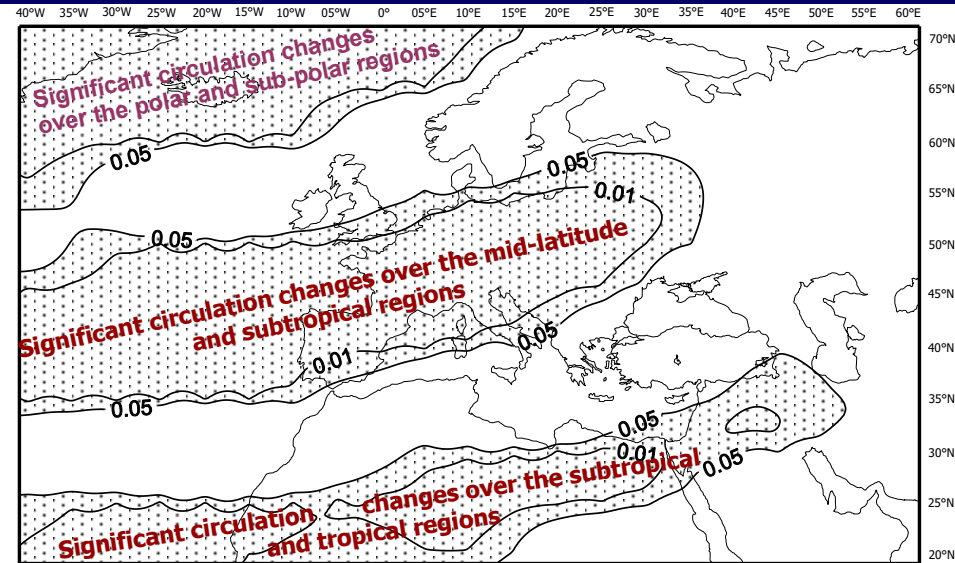 40°W 35°W 30°W 25°W 20°W 15°W 10°W 05°W 0° 05°E 10°E 15°E 20°E 25°E 30°E 35°E 40°E 45°E 50°E 55°E 60°E
70°N
Significant circulation changes
over the polar and sub-polar regions
65°N
0.05
60°N
0.05
0.01
55°N
0.05
50°N
Significant circulation changes over the mid-latitude
and subtropical regions
45°N
0.05
0.01
40°N
0.05
35°N
0.05
0.01
0.05
30°N
Significant circulation changes over the subtropical
and tropical regions
25°N
20°N